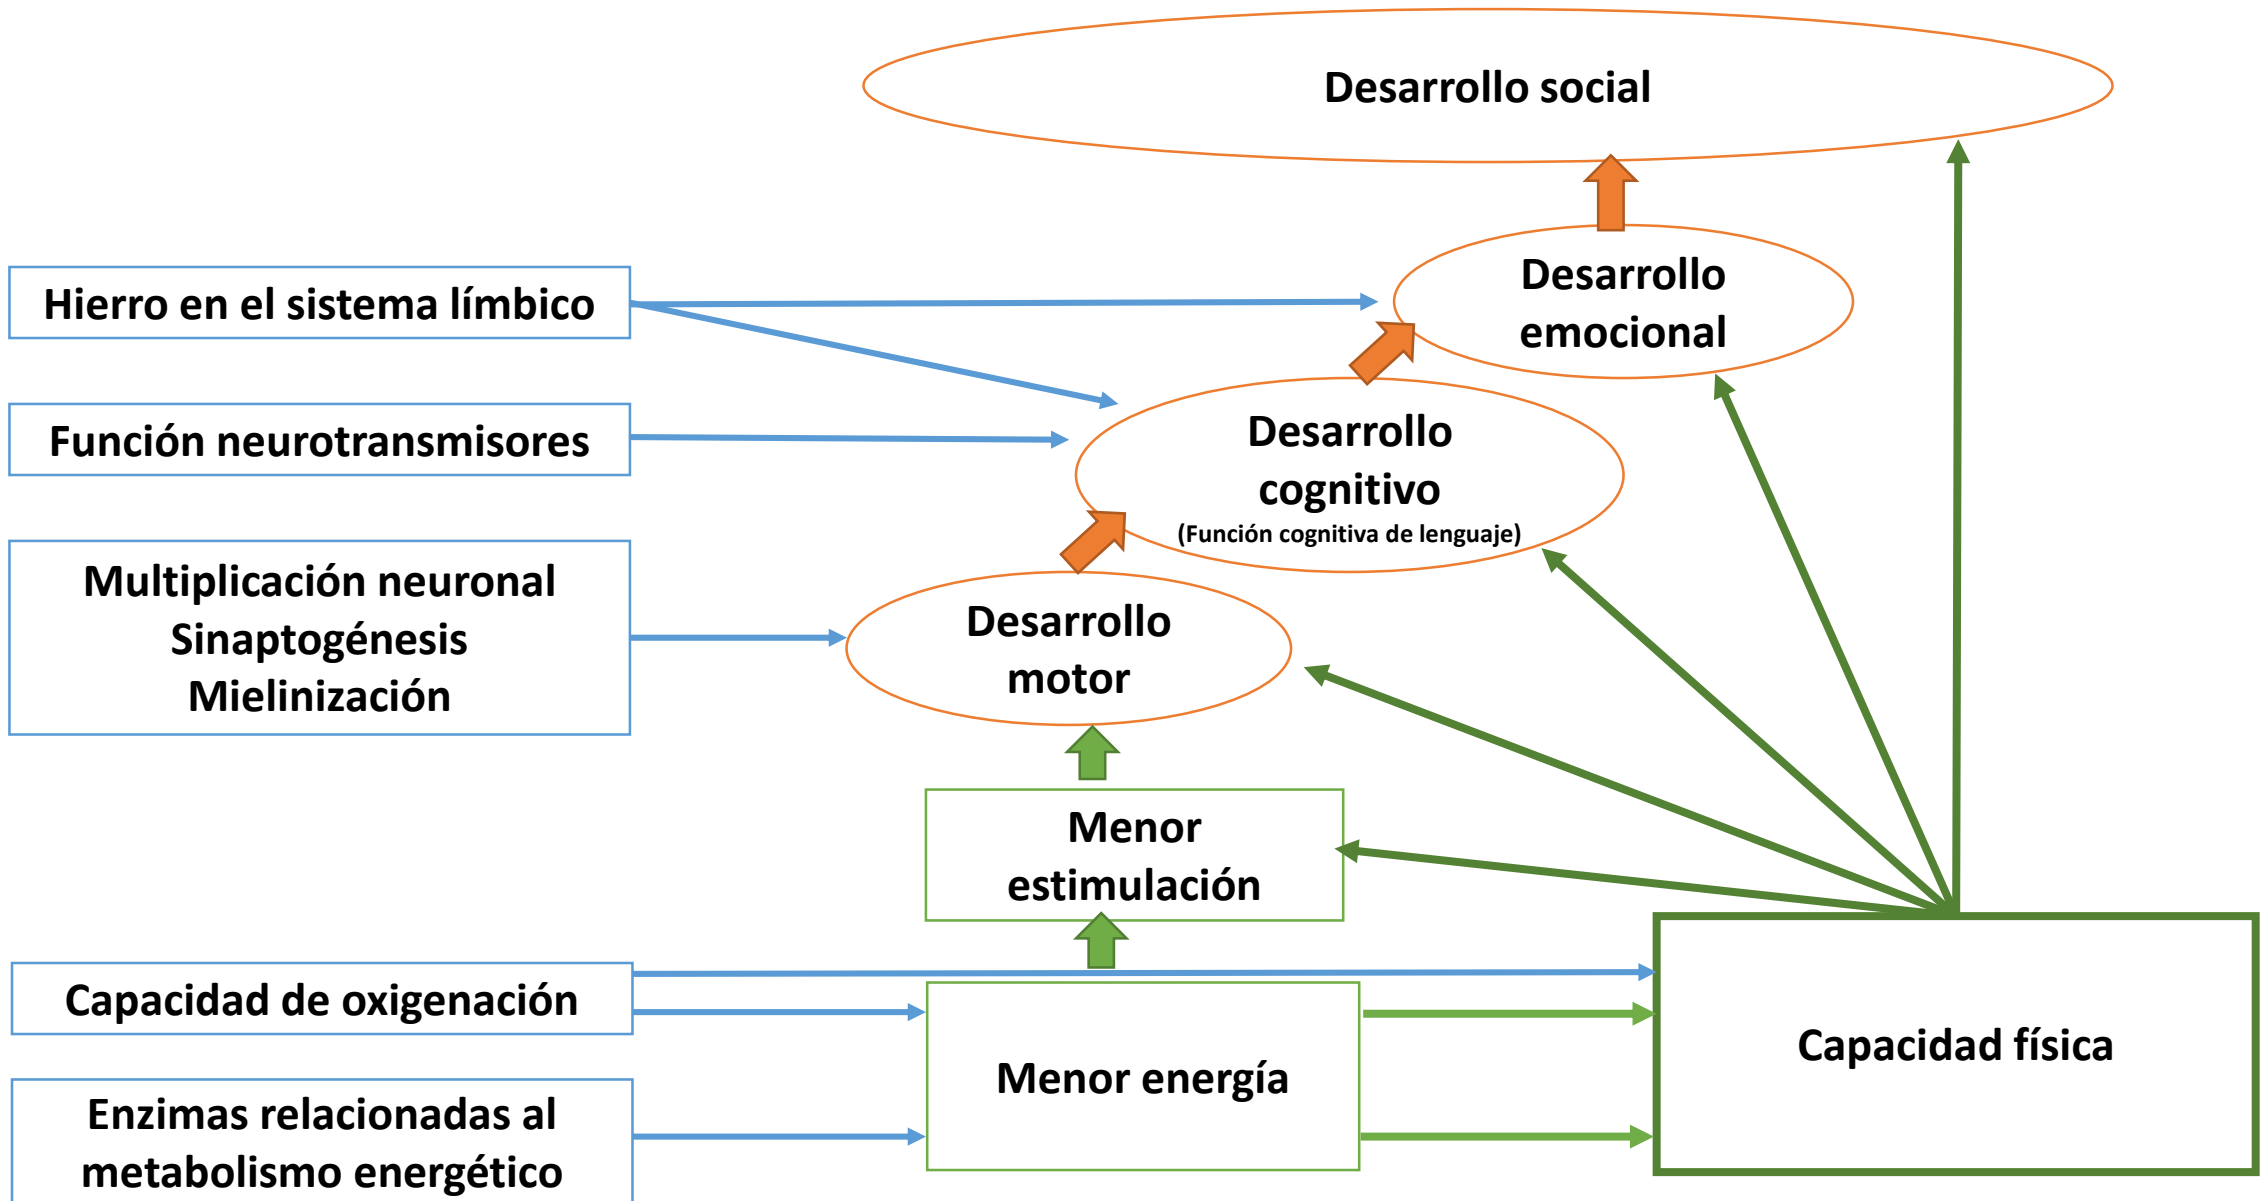 Desarrollo social
Desarrollo
emocional
Hierro en el sistema límbico
Función neurotransmisores
Desarrollo
cognitivo
(Función cognitiva de lenguaje)
Multiplicación neuronal
Sinaptogénesis
Mielinización
Desarrollo
motor
Menor
estimulación
Capacidad de oxigenación
Menor energía
Capacidad física
Enzimas relacionadas al
metabolismo energético